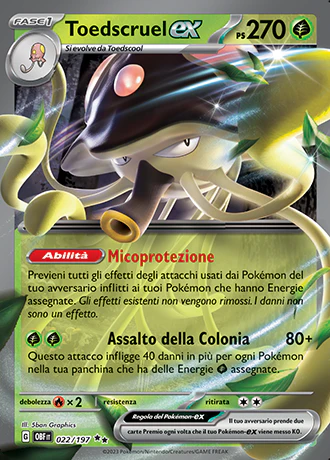 FASE 1
Toedscruel ex
PS 270
Si evolve da Toedscool
Abilità Micoprotezione
Previeni tutti gli effetti degli attacchi usati dai Pokémon del
tuo avversario inflitti ai tuoi Pokémon che hanno Energie
assegnate. Gli effetti esistenti non vengono rimossi. I danni non
sono un effetto.
Assalto della Colonia 80+
Questo attacco infligge 40 danni in più per ogni Pokémon
nella tua panchina che ha delle Energie assegnate.
debolezza ×2 resistenza ritirata
Regola del Pokémon-ex
Il tuo avversario prende due
carte Premio ogni volta che il tuo Pokémon-ex viene messo KO.
Ill. 5ban Graphics
G OBF IT 022/197
©2023 Pokémon/Nintendo/Creatures/GAME FREAK